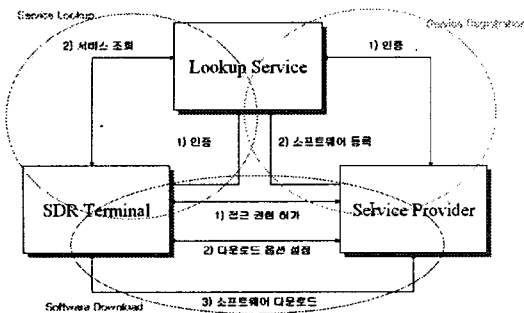 Service Lookup
Service Registration
2) 서비스 조회
1) 인증
Lookup Service
1) 인증
2) 소프트웨어 등록
SDR Terminal
Service Provider
1) 접근 권한 허가
2) 다운로드 옵션 설정
3) 소프트웨어 다운로드
Software Download